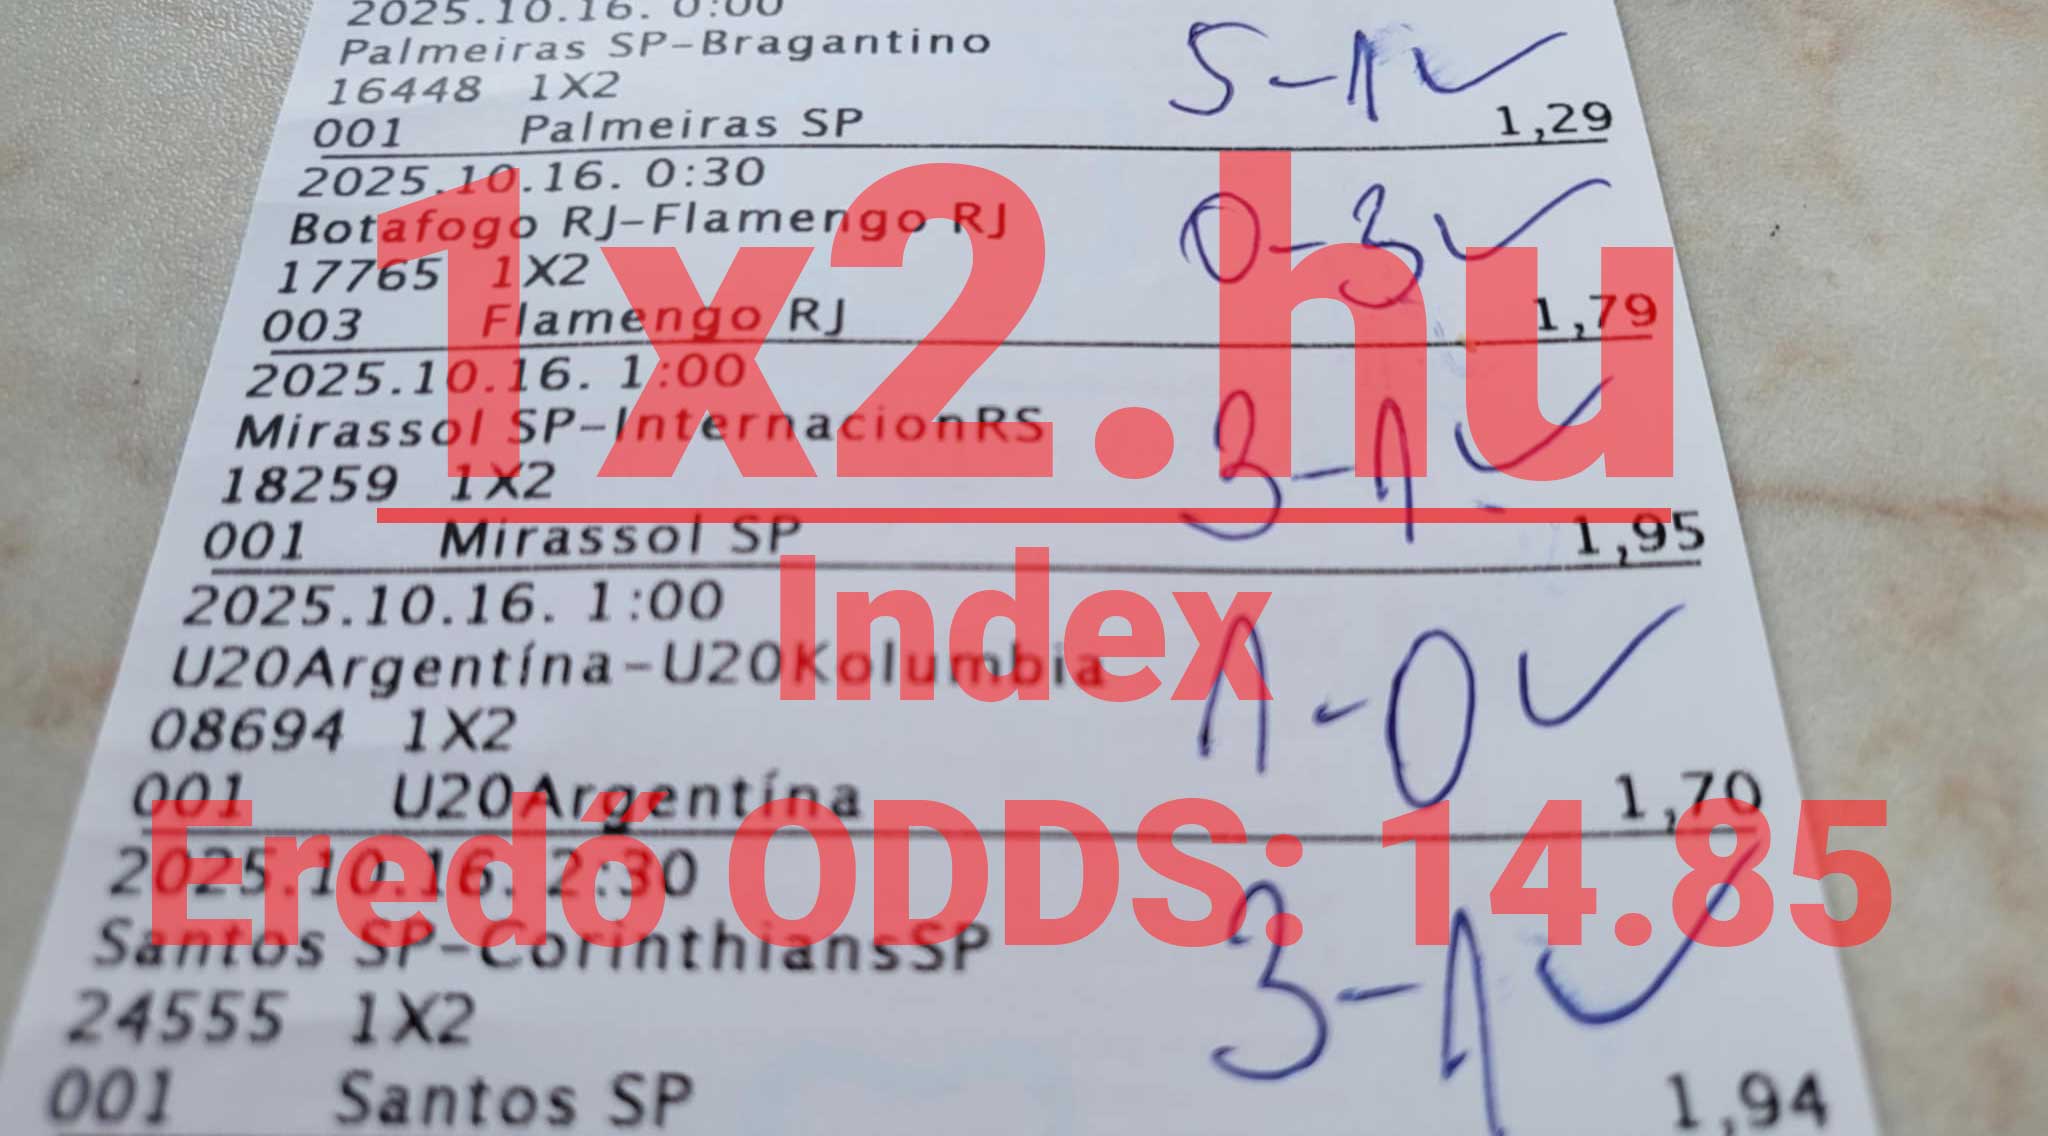 2025.10.16. 0:00
Palmeiras SP-Bragantino
16448 1X2
5-1
001 Palmeiras SP 1,29
2025.10.16. 0:30
Botafogo RJ-Flamengo RJ
0-3
17765 1X2
003 Flamengo RJ 1,79
2025.10.16. 1:00
Mirassol SP-InternacionRS
3-1
18259 1X2
001 Mirassol SP 1,95
2025.10.16. 1:00
U20Argentína-U20Kolumbia
1-0
08694 1X2
001 U20Argentína 1,70
2025.10.16. 2:30
Santos SP-CorinthiansSP
3-1
24555 1X2
001 Santos SP 1,94
1x2.hu
Index
Eredő ODDS: 14.85